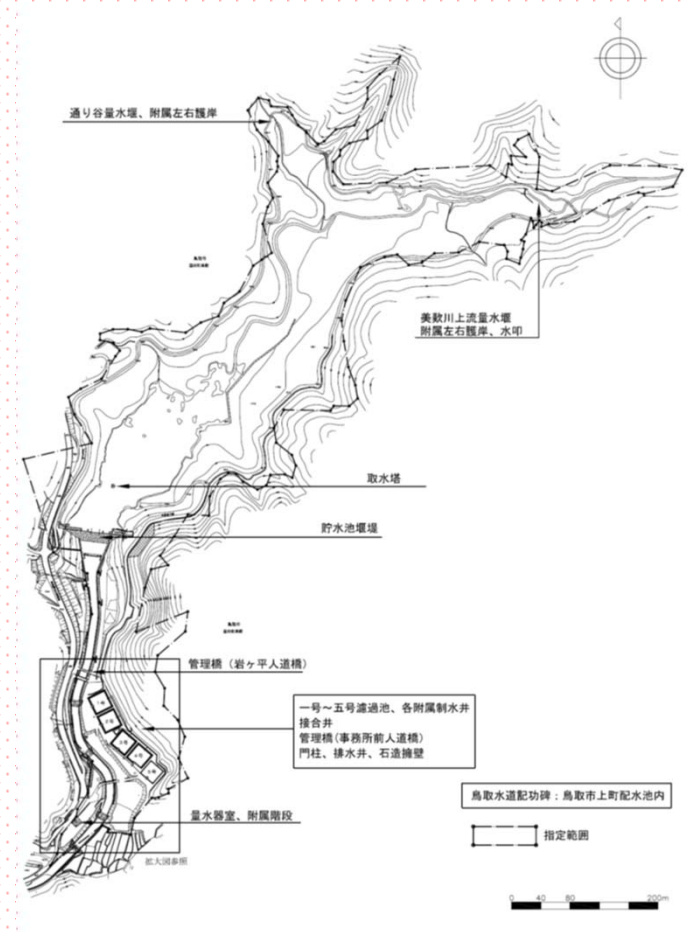 通り谷量水堰、附属左右護岸
美歎川上流量水堰
附属左右護岸、水叩
取水塔
貯水池堰堤
管理橋（岩ヶ平人道橋）
一号～五号濾過池、各附属制水井
接合井
管理橋(事務所前人道橋)
門柱、排水井、石造擁壁
鳥取水道記功碑：鳥取市上町配水池内
指定範囲
量水器室、附属階段
拡大図参照
0 40 80 200m